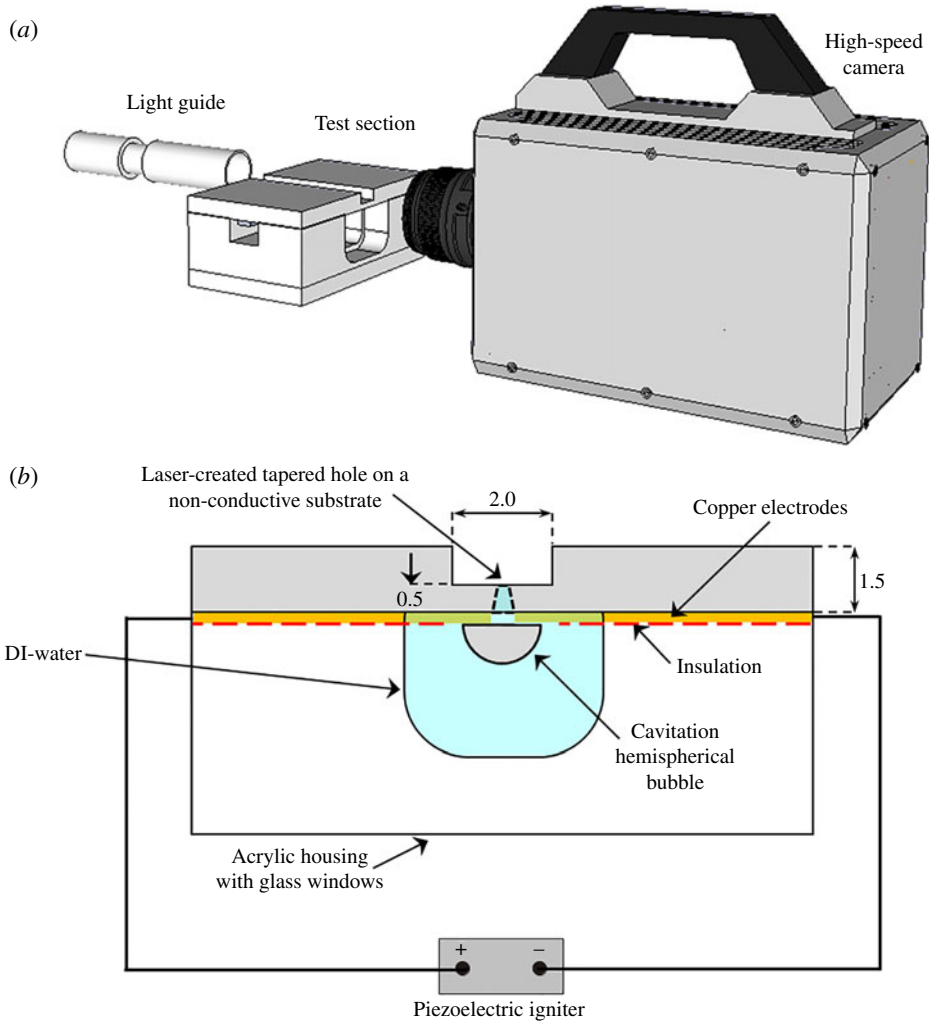 (a)
High-speed
camera
Light guide
Test section
(b)
Laser-created tapered hole on a
non-conductive substrate
2.0
Copper electrodes
0.5
1.5
DI-water
Insulation
Cavitation
hemispherical
bubble
Acrylic housing
with glass windows
+ −
Piezoelectric igniter